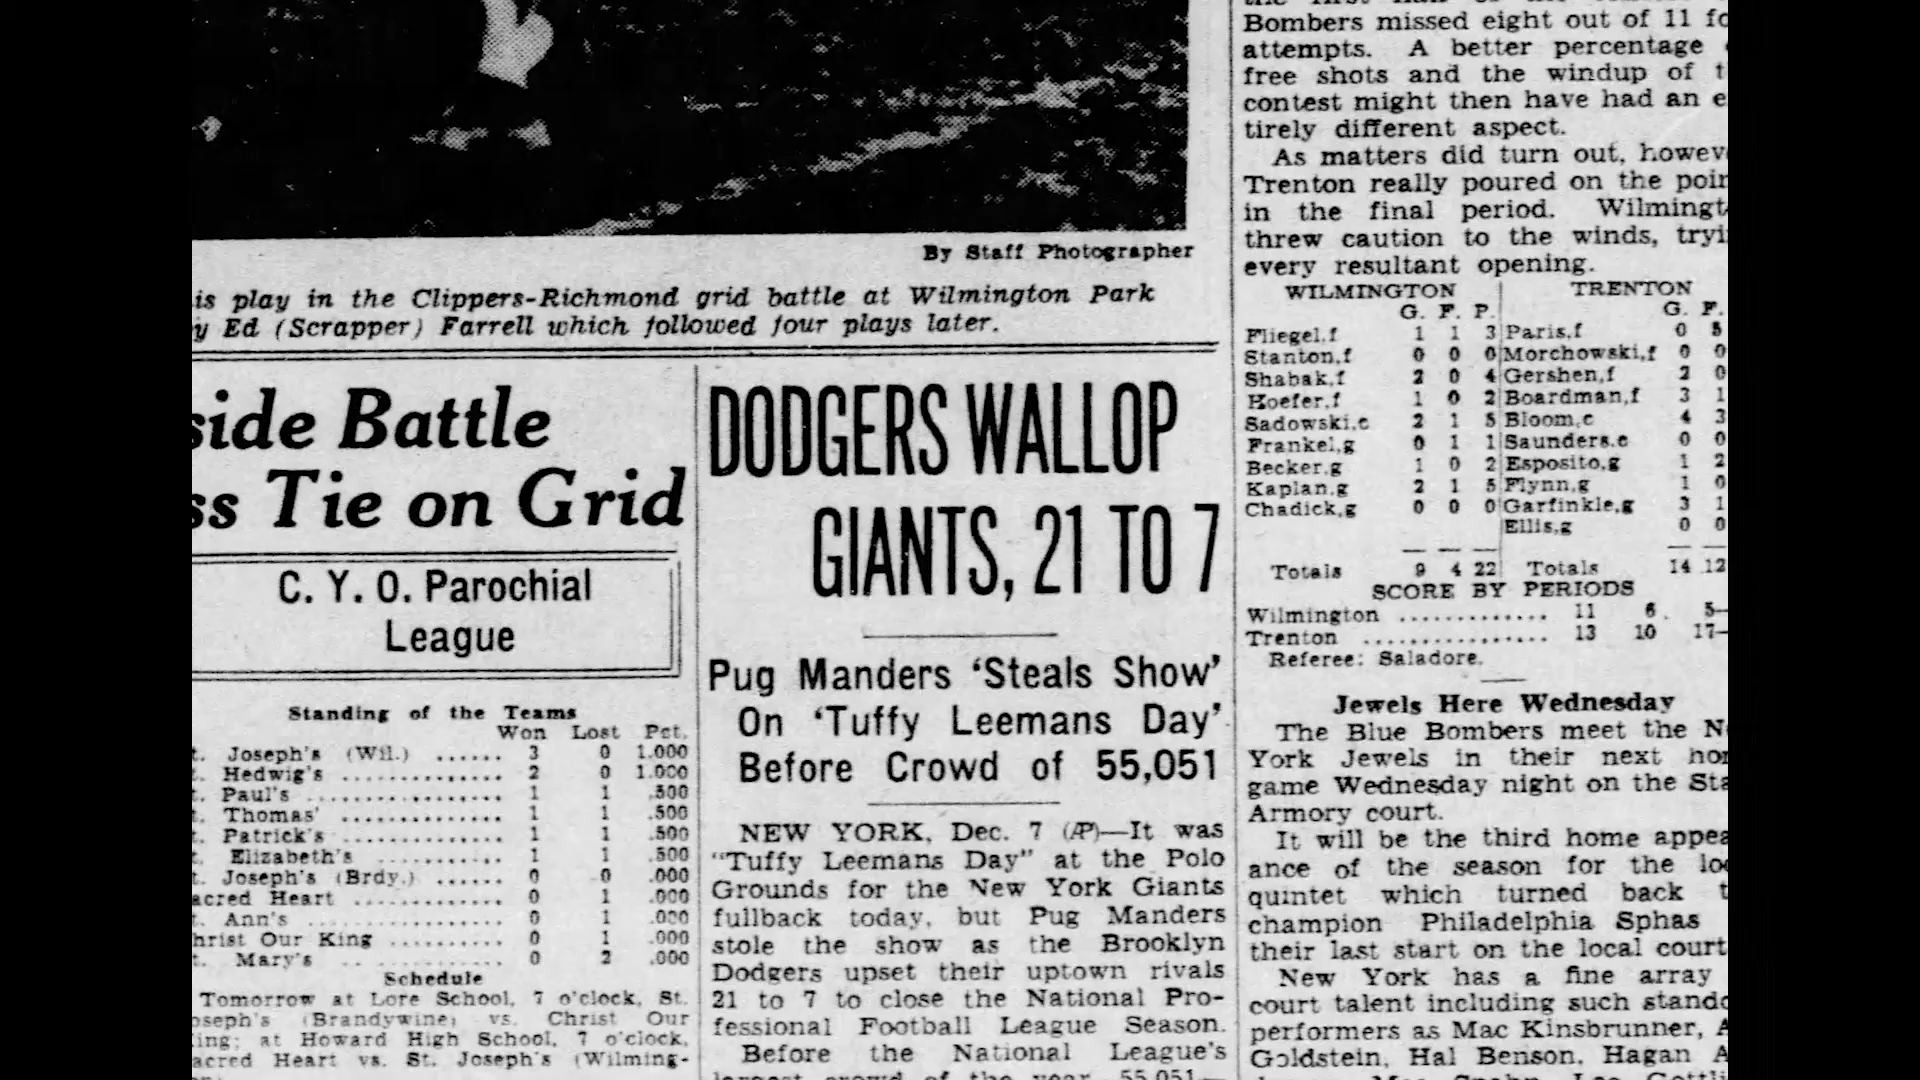 By Staff Photographer
is play in the Clippers-Richmond grid battle at Wilmington Park
y Ed (Scrapper) Farrell which followed four plays later.
side Battle
ss Tie on Grid
C. Y. O. Parochial
League
Standing of the Teams
Won Lost Pct.
t. Joseph's (Wil.) ...... 3 0 1.000
t. Hedwig's .............. 2 0 1.000
t. Paul's ................. 1 1 .500
t. Thomas' .............. 1 1 .500
t. Patrick's .............. 1 1 .500
t. Elizabeth's ........... 1 1 .500
t. Joseph's (Brdy.) ...... 0 0 .000
acred Heart ............. 0 1 .000
t. Ann's ................. 0 1 .000
hrist Our King .......... 0 1 .000
t. Mary's ............... 0 2 .000
Schedule
Tomorrow at Lore School, 7 o'clock, St.
oseph's (Brandywine) vs. Christ Our
ing; at Howard High School, 7 o'clock,
acred Heart vs. St. Joseph's (Wilming-
DODGERS WALLOP
GIANTS, 21 TO 7
Pug Manders 'Steals Show'
On 'Tuffy Leemans Day'
Before Crowd of 55,051
NEW YORK, Dec. 7 (AP)—It was
"Tuffy Leemans Day" at the Polo
Grounds for the New York Giants
fullback today, but Pug Manders
stole the show as the Brooklyn
Dodgers upset their uptown rivals
21 to 7 to close the National Pro-
fessional Football League Season.
Before the National League's
largest crowd of the year, 55,051—
Bombers missed eight out of 11 fo
attempts. A better percentage
free shots and the windup of t
contest might then have had an e
tirely different aspect.
As matters did turn out, howev
Trenton really poured on the poin
in the final period. Wilmingt
threw caution to the winds, tryi
every resultant opening.
WILMINGTON TRENTON
G. F. P. G. F.
Fliegel,f 1 1 3 Paris,f 0 5
Stanton,f 0 0 0 Morchowski,f 0 0
Shabak,f 2 0 4 Gershen,f 2 0
Hoefer,f 1 0 2 Boardman,f 3 1
Sadowski,c 2 1 5 Bloom,c 4 3
Frankel,g 0 1 1 Saunders,c 0 0
Becker,g 1 0 2 Esposito,g 1 2
Kaplan,g 2 1 5 Flynn,g 1 0
Chadick,g 0 0 0 Garfinkle,g 3 1
Ellis,g 0 0
Totals 9 4 22 Totals 14 12
SCORE BY PERIODS
Wilmington ............. 11 6 5—
Trenton ................ 13 10 17—
Referee: Saladore.
Jewels Here Wednesday
The Blue Bombers meet the N
York Jewels in their next hom
game Wednesday night on the Sta
Armory court.
It will be the third home appea
ance of the season for the loc
quintet which turned back t
champion Philadelphia Sphas
their last start on the local court
New York has a fine array
court talent including such stando
performers as Mac Kinsbrunner, A
Goldstein, Hal Benson, Hagan A